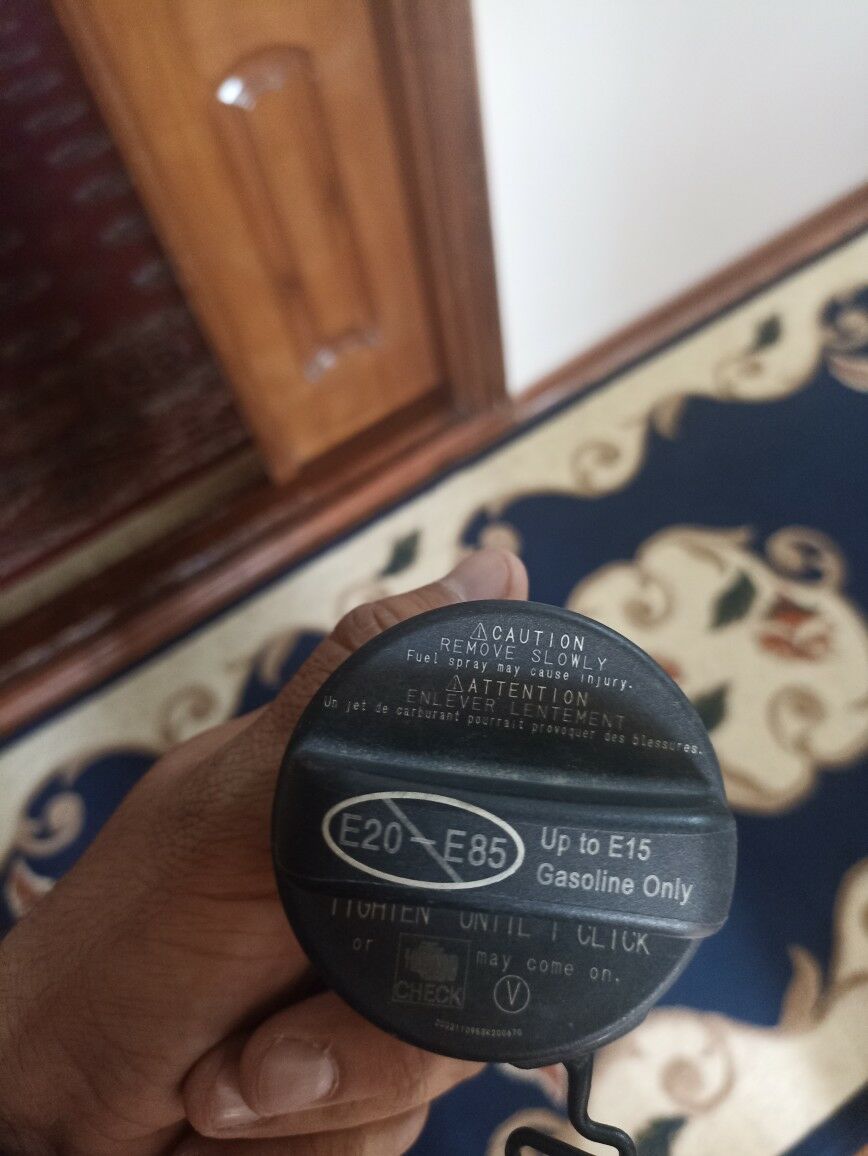 ⚠CAUTION
REMOVE SLOWLY
Fuel spray may cause injury.
⚠ATTENTION
ENLEVER LENTEMENT
Un jet de carburant pourrait provoquer des blessures.
E20 - E85
Up to E15
Gasoline Only
TIGHTEN UNTIL 1 CLICK
or CHECK may come on.
V